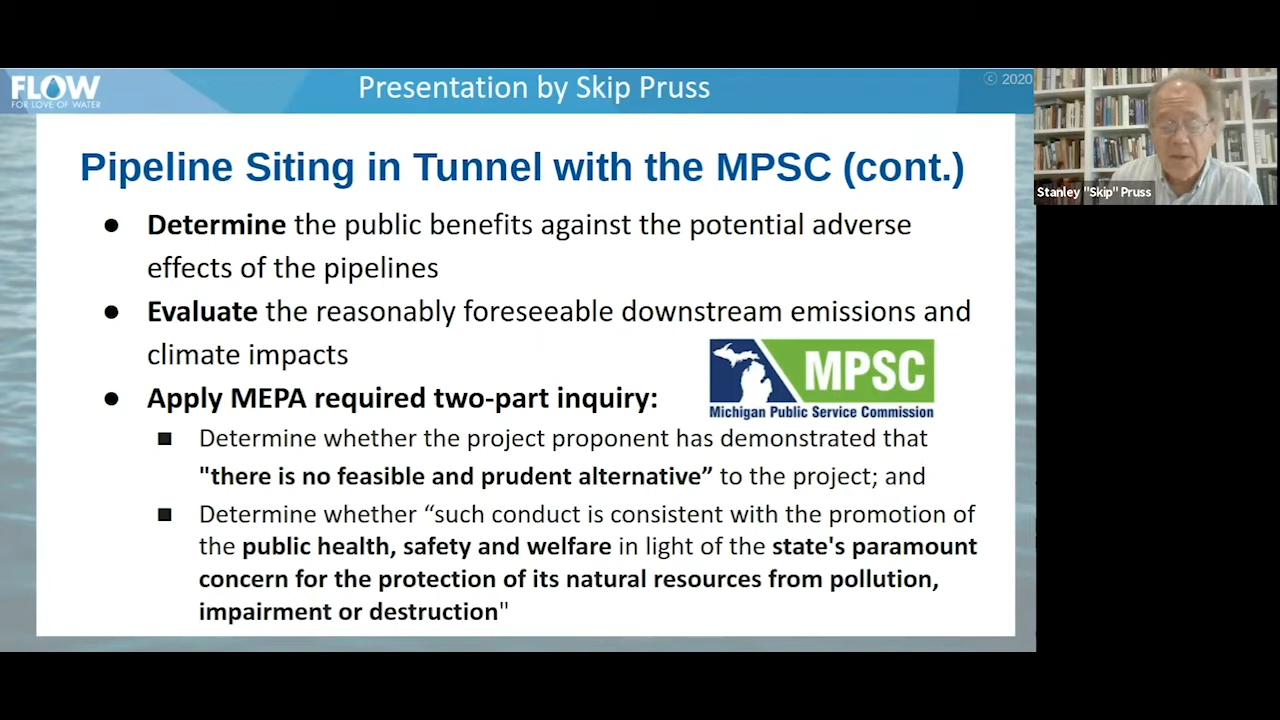 FLOW
FOR LOVE OF WATER
Presentation by Skip Pruss
© 2020
Stanley "Skip" Pruss
Pipeline Siting in Tunnel with the MPSC (cont.)
● Determine the public benefits against the potential adverse
effects of the pipelines
● Evaluate the reasonably foreseeable downstream emissions and
climate impacts
● Apply MEPA required two-part inquiry:
MPSC
Michigan Public Service Commission
■ Determine whether the project proponent has demonstrated that
"there is no feasible and prudent alternative” to the project; and
■ Determine whether “such conduct is consistent with the promotion of
the public health, safety and welfare in light of the state's paramount
concern for the protection of its natural resources from pollution,
impairment or destruction"